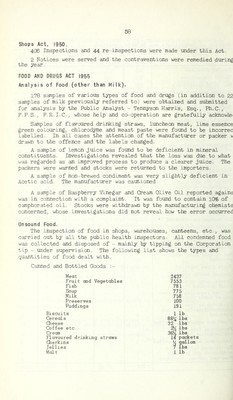 58
Shops Act, 1950.
408 Inspections and 44 re-inspections were made under this Act.
2 Notices were served and the contraventions were remedied during
the year
FOOD AND DRUGS ACT 1955
Analysis of Food (other than Milk).
178 samples of various types of food and drugs (in addition to 22
samples of milk previously referred to) were obtained and submitted
for analysis by the Public Analyst - Tennyson Harris, Esq., Ph.C.,
F.P.S., F.R.I.C., whose help and co-operation are gratefully acknowle
Samples of flavoured drinking straws, luncheon meat, lime essence
green colouring, chlorodyne and meat paste were found to be incorrec
labelled. In all cases the attention of the manufacturer or packer w
drawn to the offence and the labels changed.
A sample of lemon juice was found to be deficient in mineral
constituents. Investigations revealed that the loss was due to what
was regarded as an improved process to produce a clearer juice. The
packers were warned and stocks were returned to the importers.
A sample of non-brewed condiment was very slightly deficient in
Acetic acid. The manufacturer was cautioned
A sample of Raspberry Vinegar and Cream Olive Oil reported agains
was in connection with a complaint. It was found to contain 10% of
camphorated oil. Stocks were withdrawn by the manufacturing chemists
concerned, whose investigations did not reveal how the error occurred
Unsound Food.
The inspection of food in shops, warehouses, canteens, etc., was
carried out by all the public health inspectors. All condemned food
was collected and disposed of - mainly by tipping on the Corporation
tip - under supervision. The following list shows the types and
quantities of food dealt with.
Canned and Bottled Goods :-
Meat
Fruit and Vegetables
Fish
Soup
Milk
Preserves
Puddings
Biscuits 1 lb
Cereals
Cheese
Coffee etc
Cream
Flavoured drinking straws
Gherkins
Jellies
Malt 1 lb